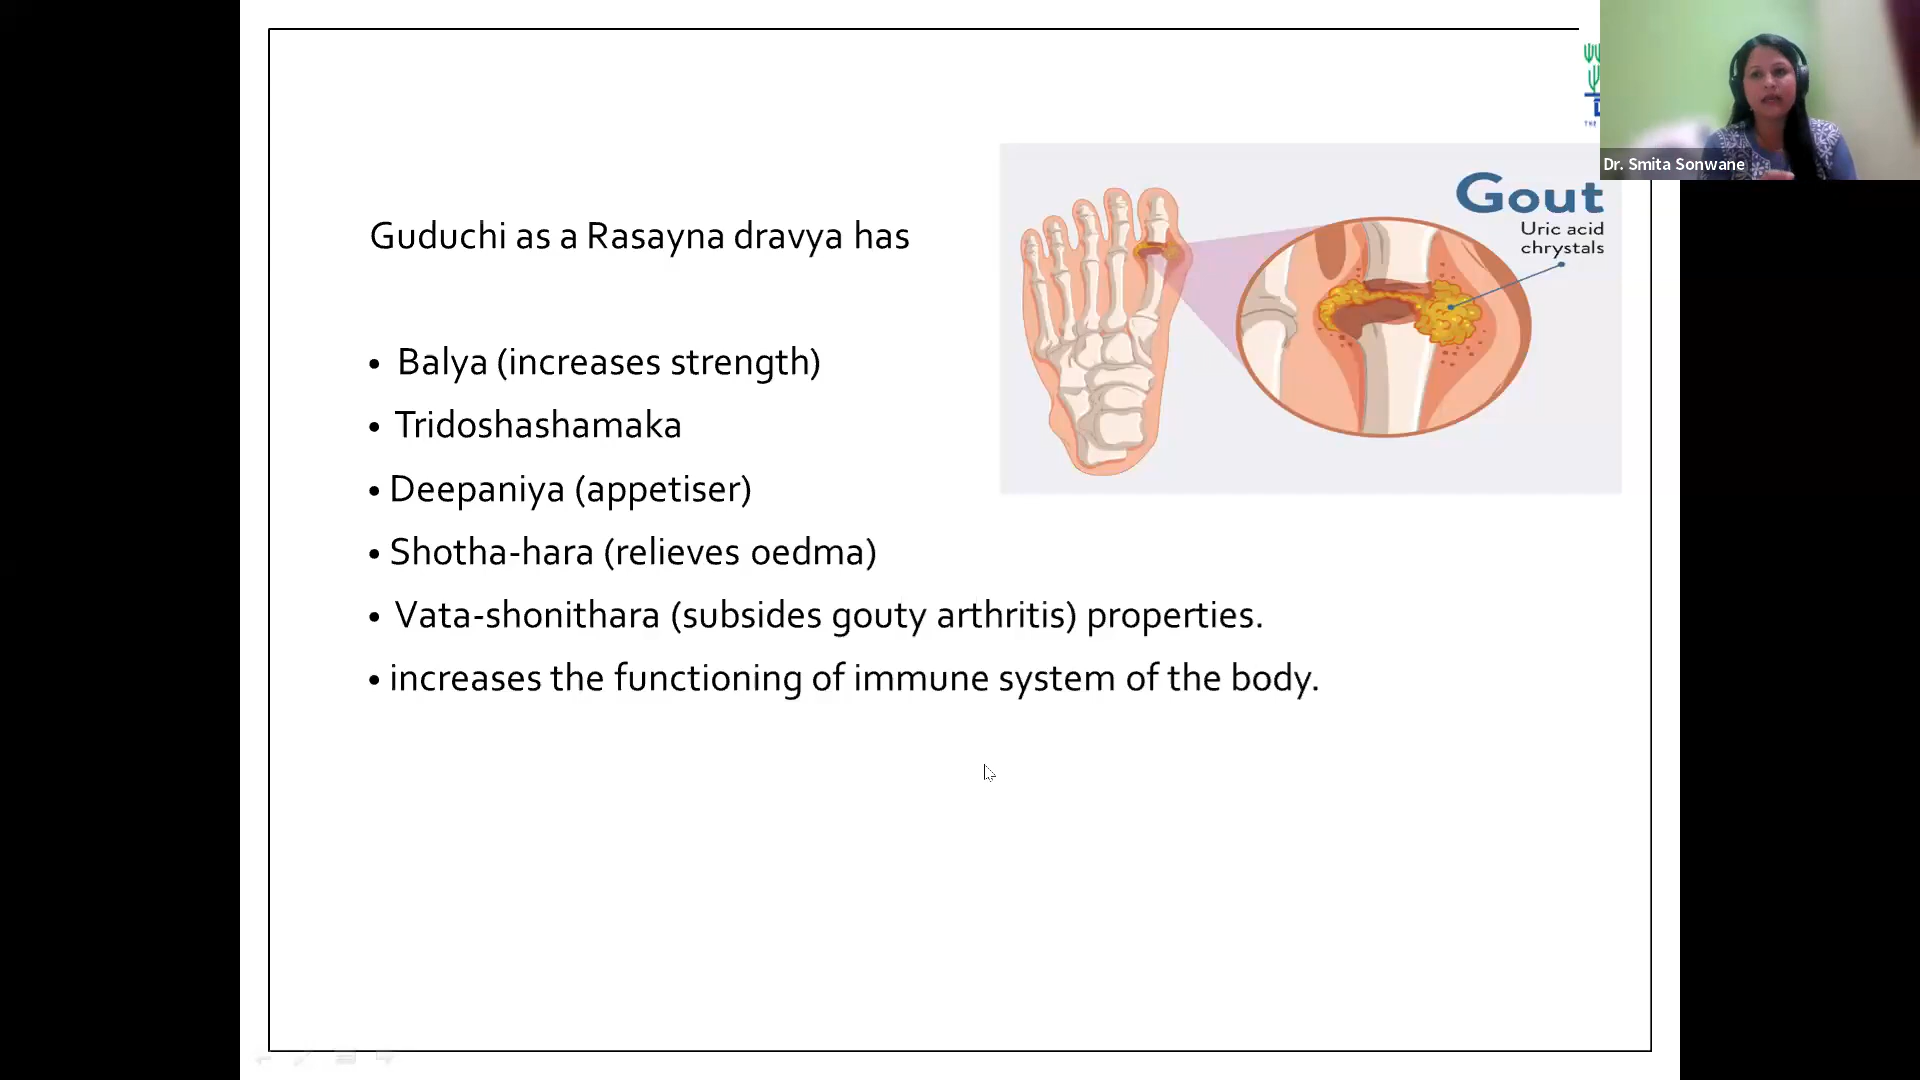 Guduchi as a Rasayna dravya has
• Balya (increases strength)
• Tridoshashamaka
• Deepaniya (appetiser)
• Shotha-hara (relieves oedma)
• Vata-shonithara (subsides gouty arthritis) properties.
• increases the functioning of immune system of the body.
Gout
Uric acid
chrystals
THE
Dr. Smita Sonwane